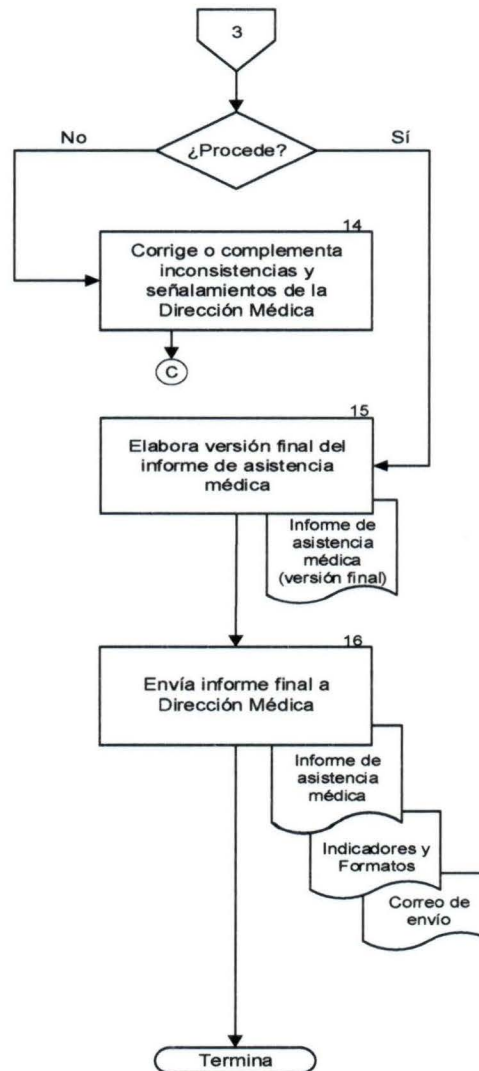 3
¿Procede?
No
Sí
14
Corrige o complementa
inconsistencias y
señalamientos de la
Dirección Médica
C
15
Elabora versión final del
informe de asistencia
médica
Informe de
asistencia
médica
(versión final)
16
Envía informe final a
Dirección Médica
Informe de
asistencia
médica
Indicadores y
Formatos
Correo de
envío
Termina